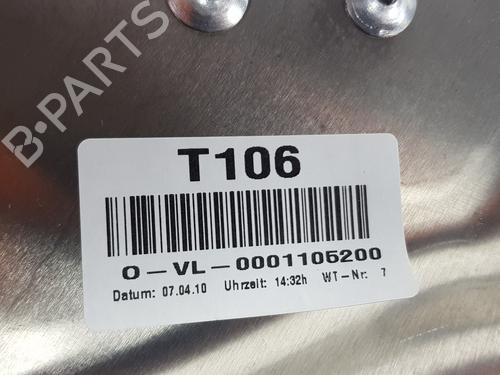 B-PARTS
T106
O-VL-0001105200
Datum: 07.04.10 Uhrzeit: 14:32h WT-Nr: 7